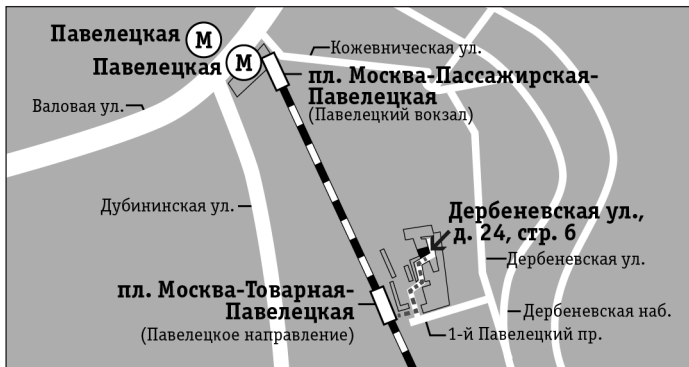 Павелецкая М
Павелецкая М
Кожевническая ул.
пл. Москва-Пассажирская-
Павелецкая
(Павелецкий вокзал)
Валовая ул.
Дубининская ул.
Дербеневская ул.,
д. 24, стр. 6
Дербеневская ул.
пл. Москва-Товарная-
Павелецкая
(Павелецкое направление)
Дербеневская наб.
1-й Павелецкий пр.